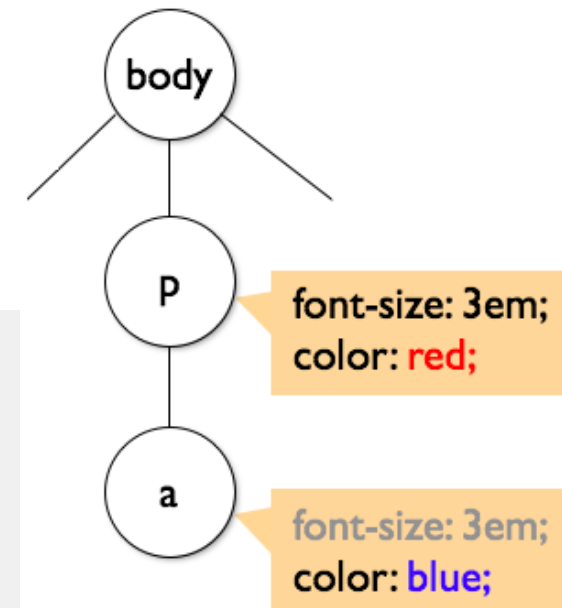 body
p
font-size: 3em;
color: red;
a
font-size: 3em;
color: blue;